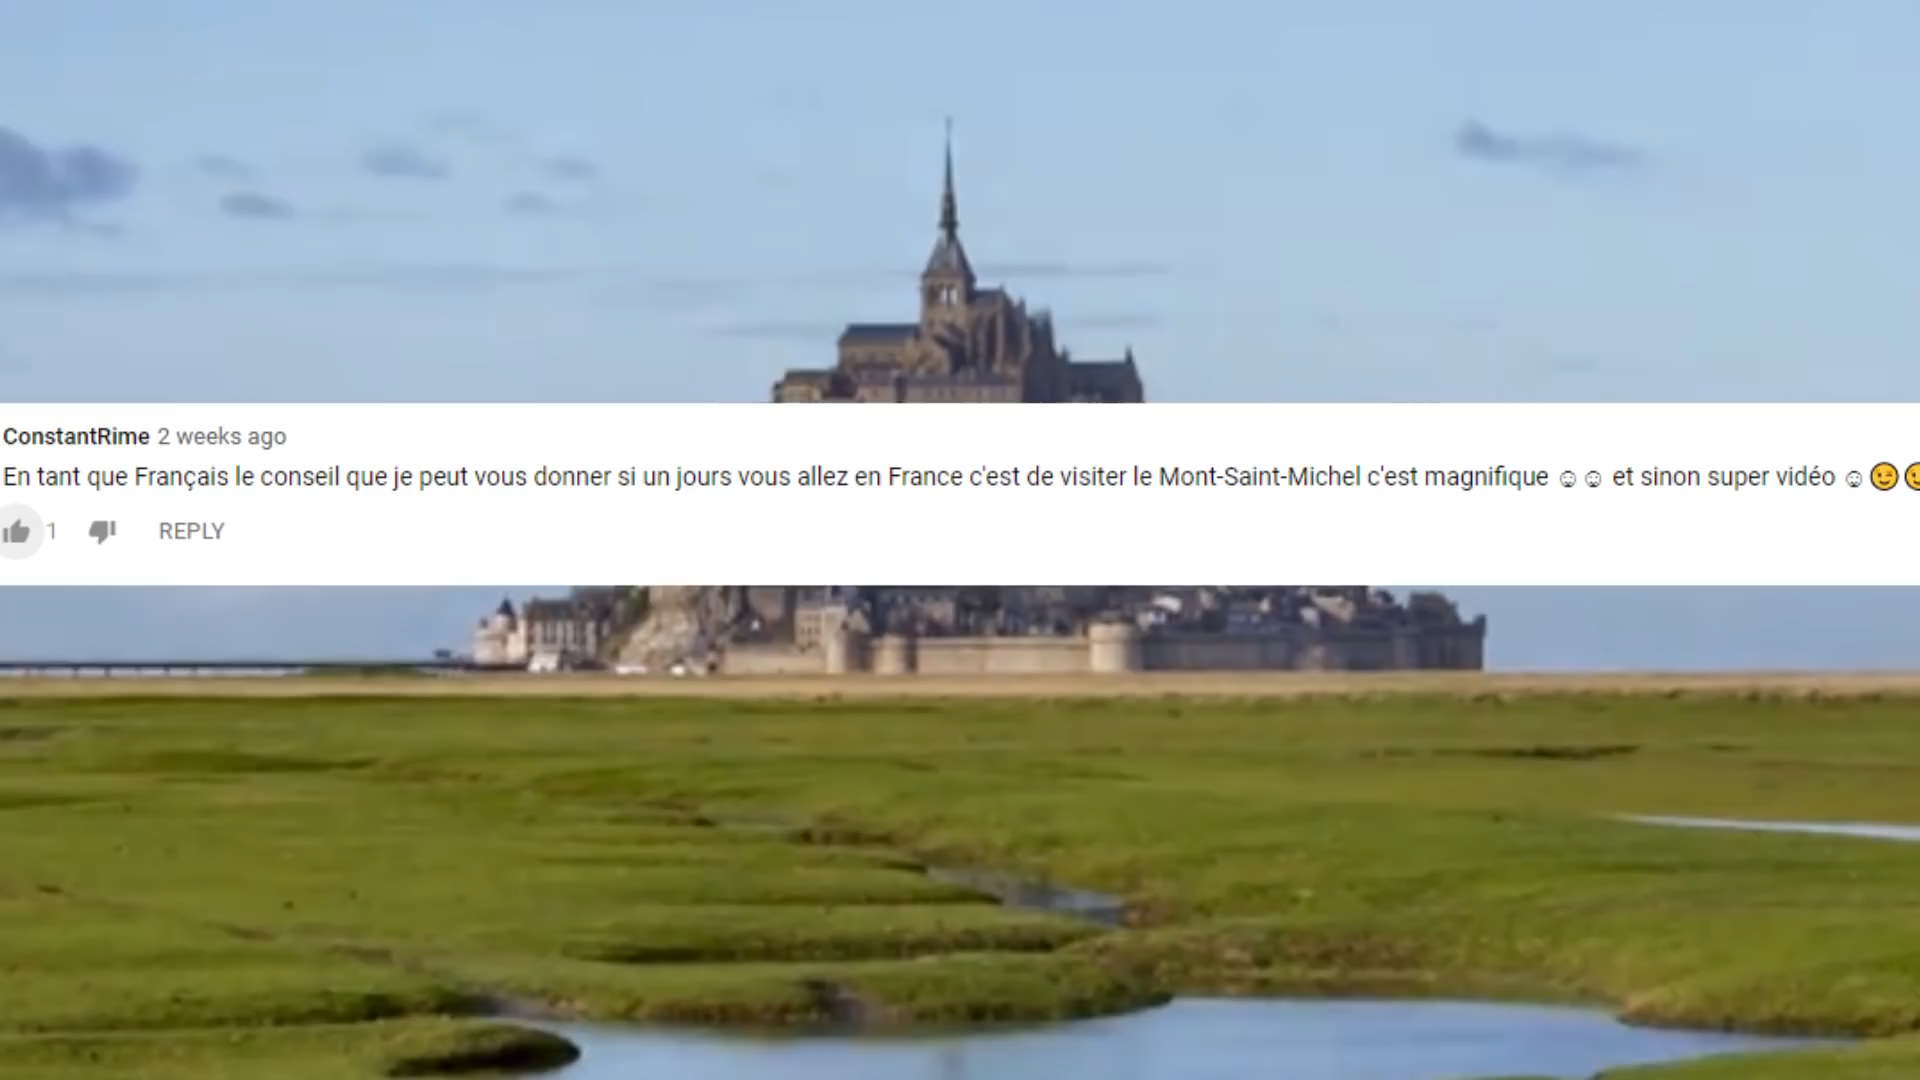 ConstantRime 2 weeks ago
En tant que Français le conseil que je peut vous donner si un jours vous allez en France c'est de visiter le Mont-Saint-Michel c'est magnifique ☺☺ et sinon super vidéo ☺😉😉
1 REPLY